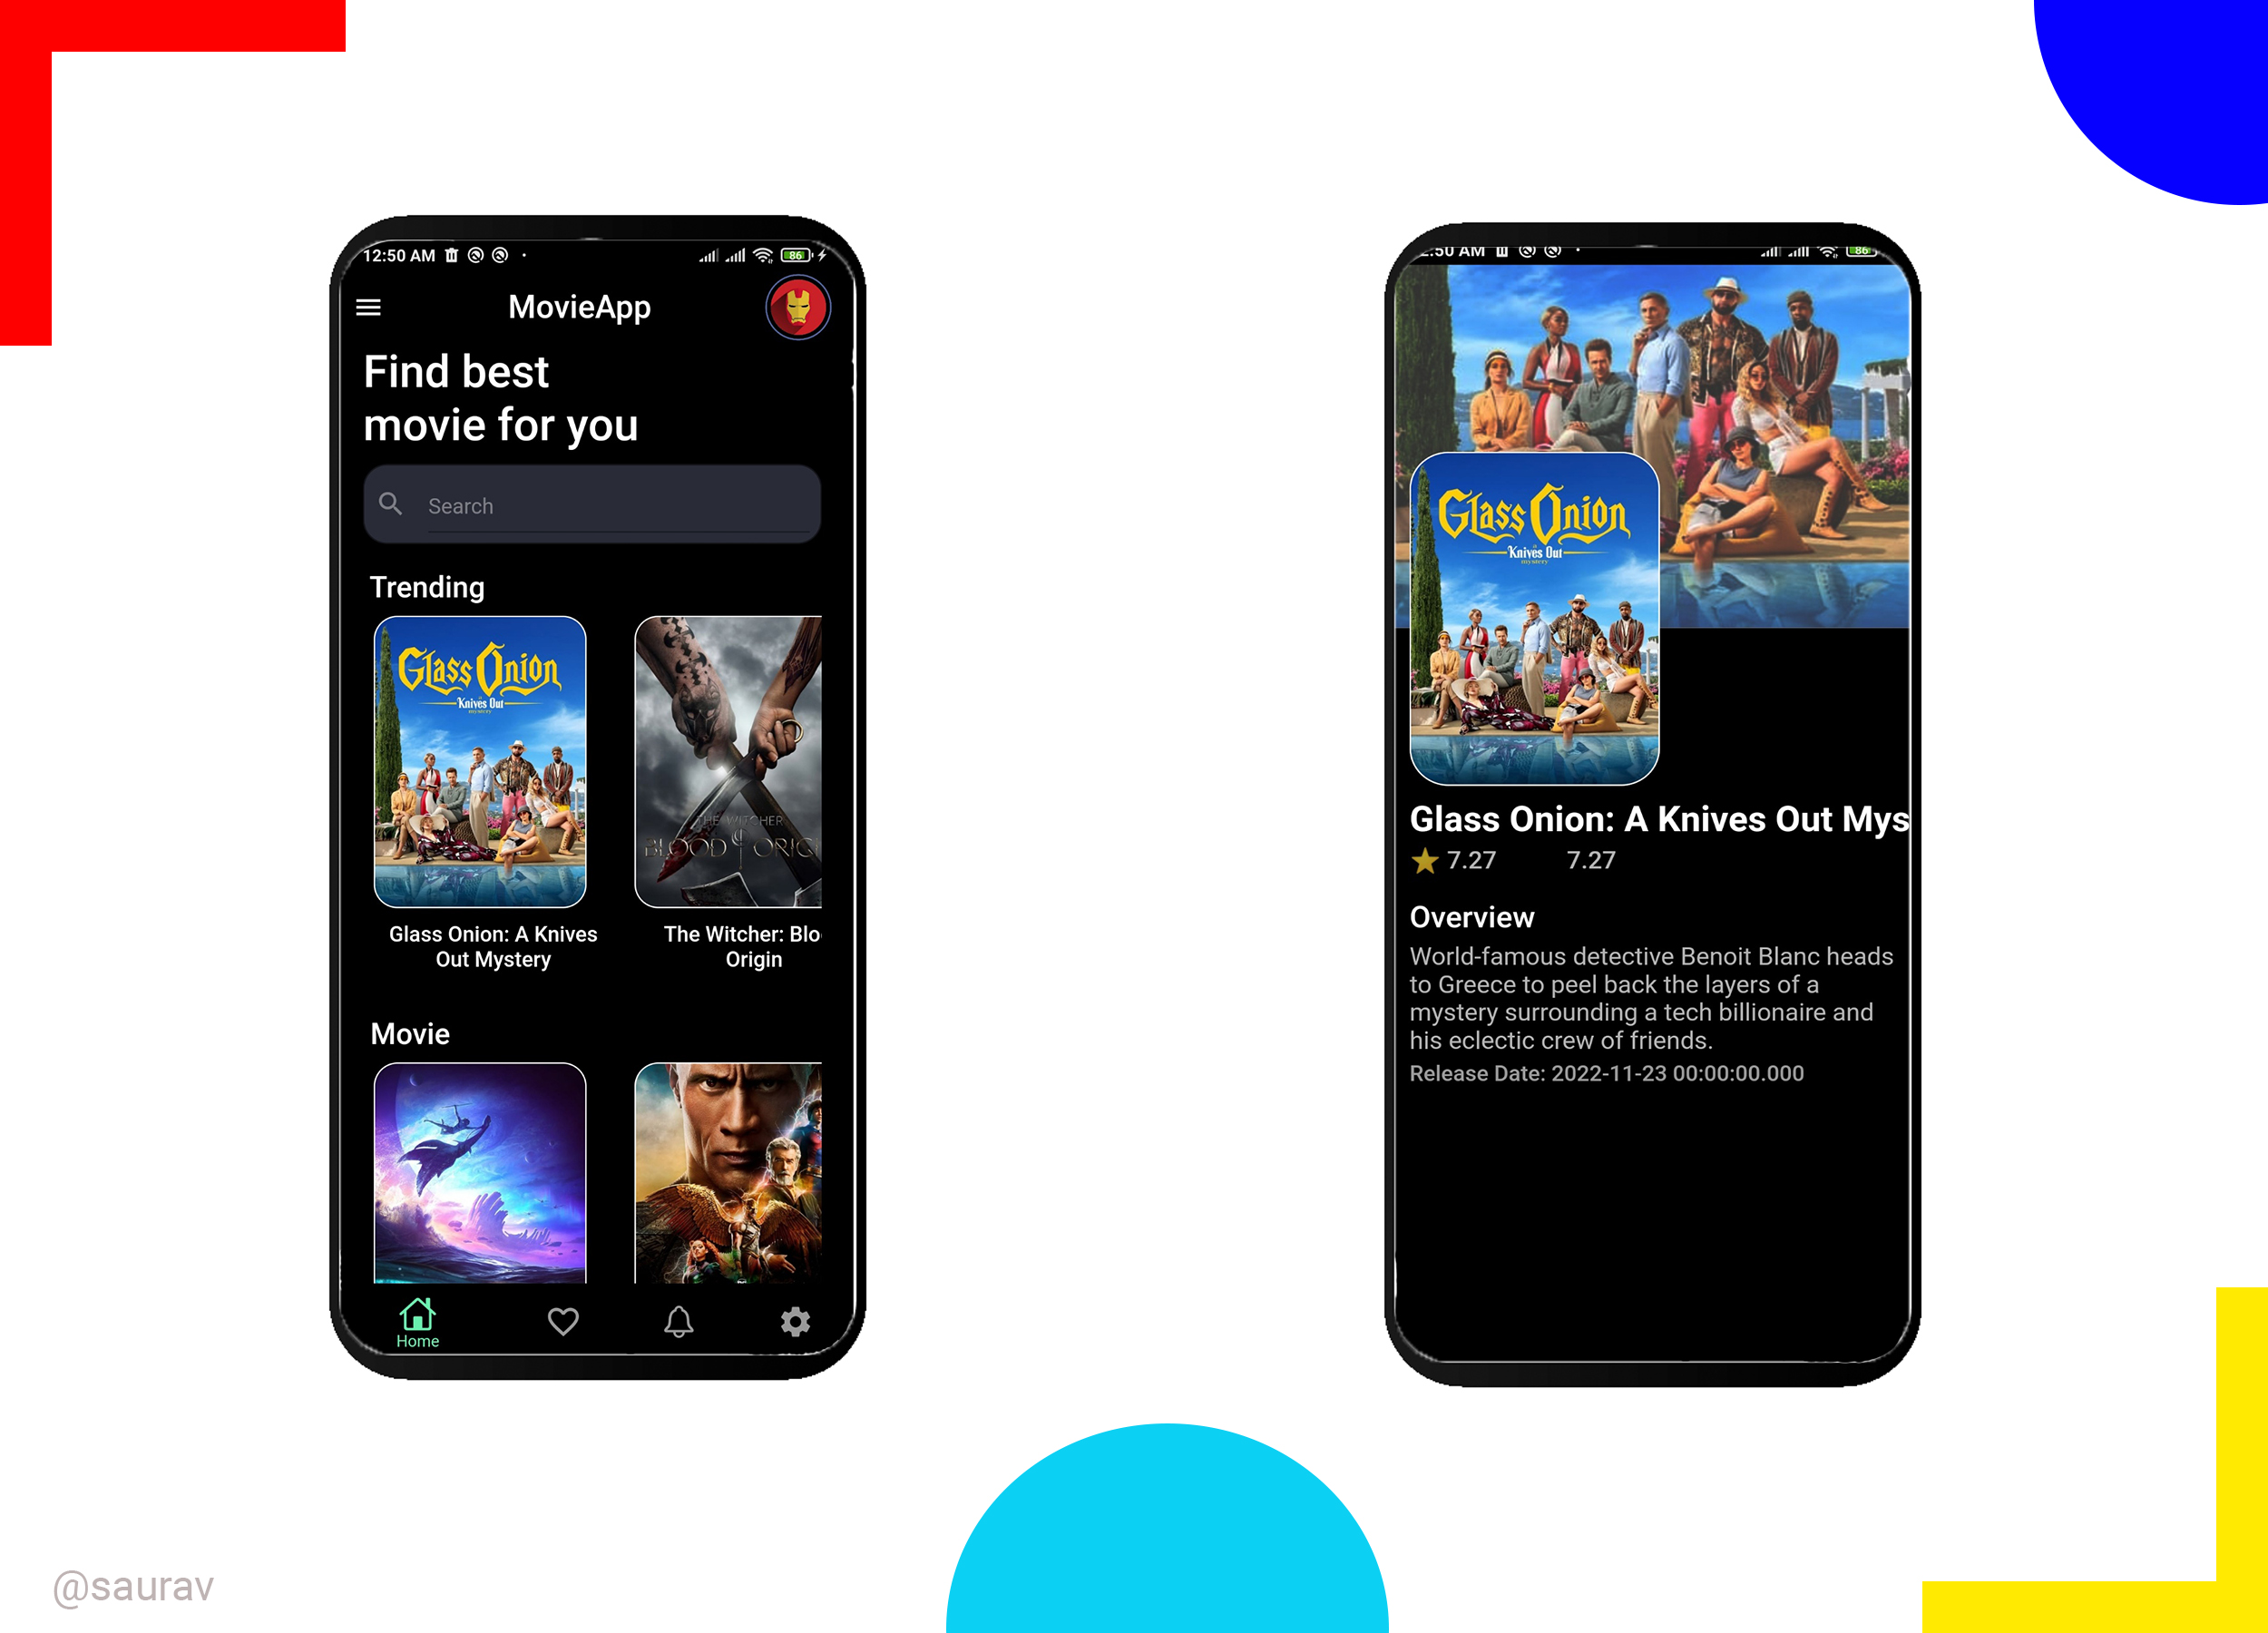 12:50 AM
86
MovieApp
Find best
movie for you
Search
Trending
Glass Onion
a
Knives Out
mystery
THE WITCHER
BLOOD ORIGI
Glass Onion: A Knives
Out Mystery
The Witcher: Blo
Origin
Movie
Home
:50 AM
86
Glass Onion
a
Knives Out
mystery
Glass Onion: A Knives Out Mys
7.27 7.27
Overview
World-famous detective Benoit Blanc heads
to Greece to peel back the layers of a
mystery surrounding a tech billionaire and
his eclectic crew of friends.
Release Date: 2022-11-23 00:00:00.000
@saurav